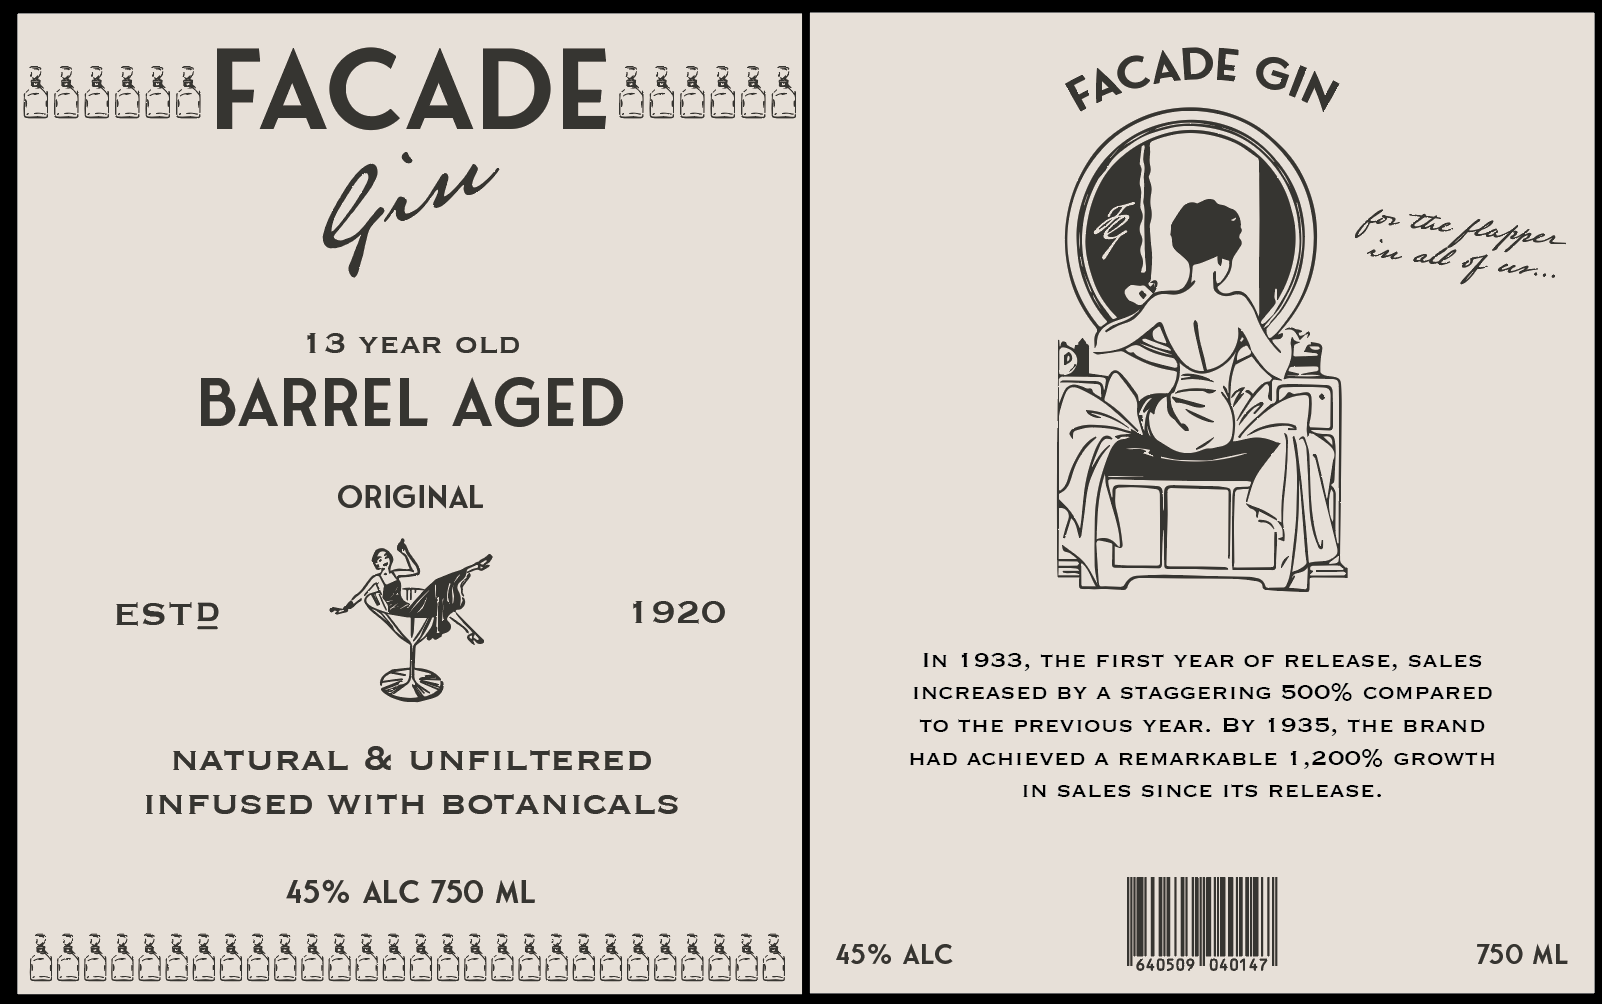 FACADE
Gin
13 YEAR OLD
BARREL AGED
ORIGINAL
ESTD 1920
NATURAL & UNFILTERED
INFUSED WITH BOTANICALS
45% ALC 750 ML
FACADE GIN
FG
for the flapper
in all of us...
IN 1933, THE FIRST YEAR OF RELEASE, SALES
INCREASED BY A STAGGERING 500% COMPARED
TO THE PREVIOUS YEAR. BY 1935, THE BRAND
HAD ACHIEVED A REMARKABLE 1,200% GROWTH
IN SALES SINCE ITS RELEASE.
45% ALC
640509 040147
750 ML